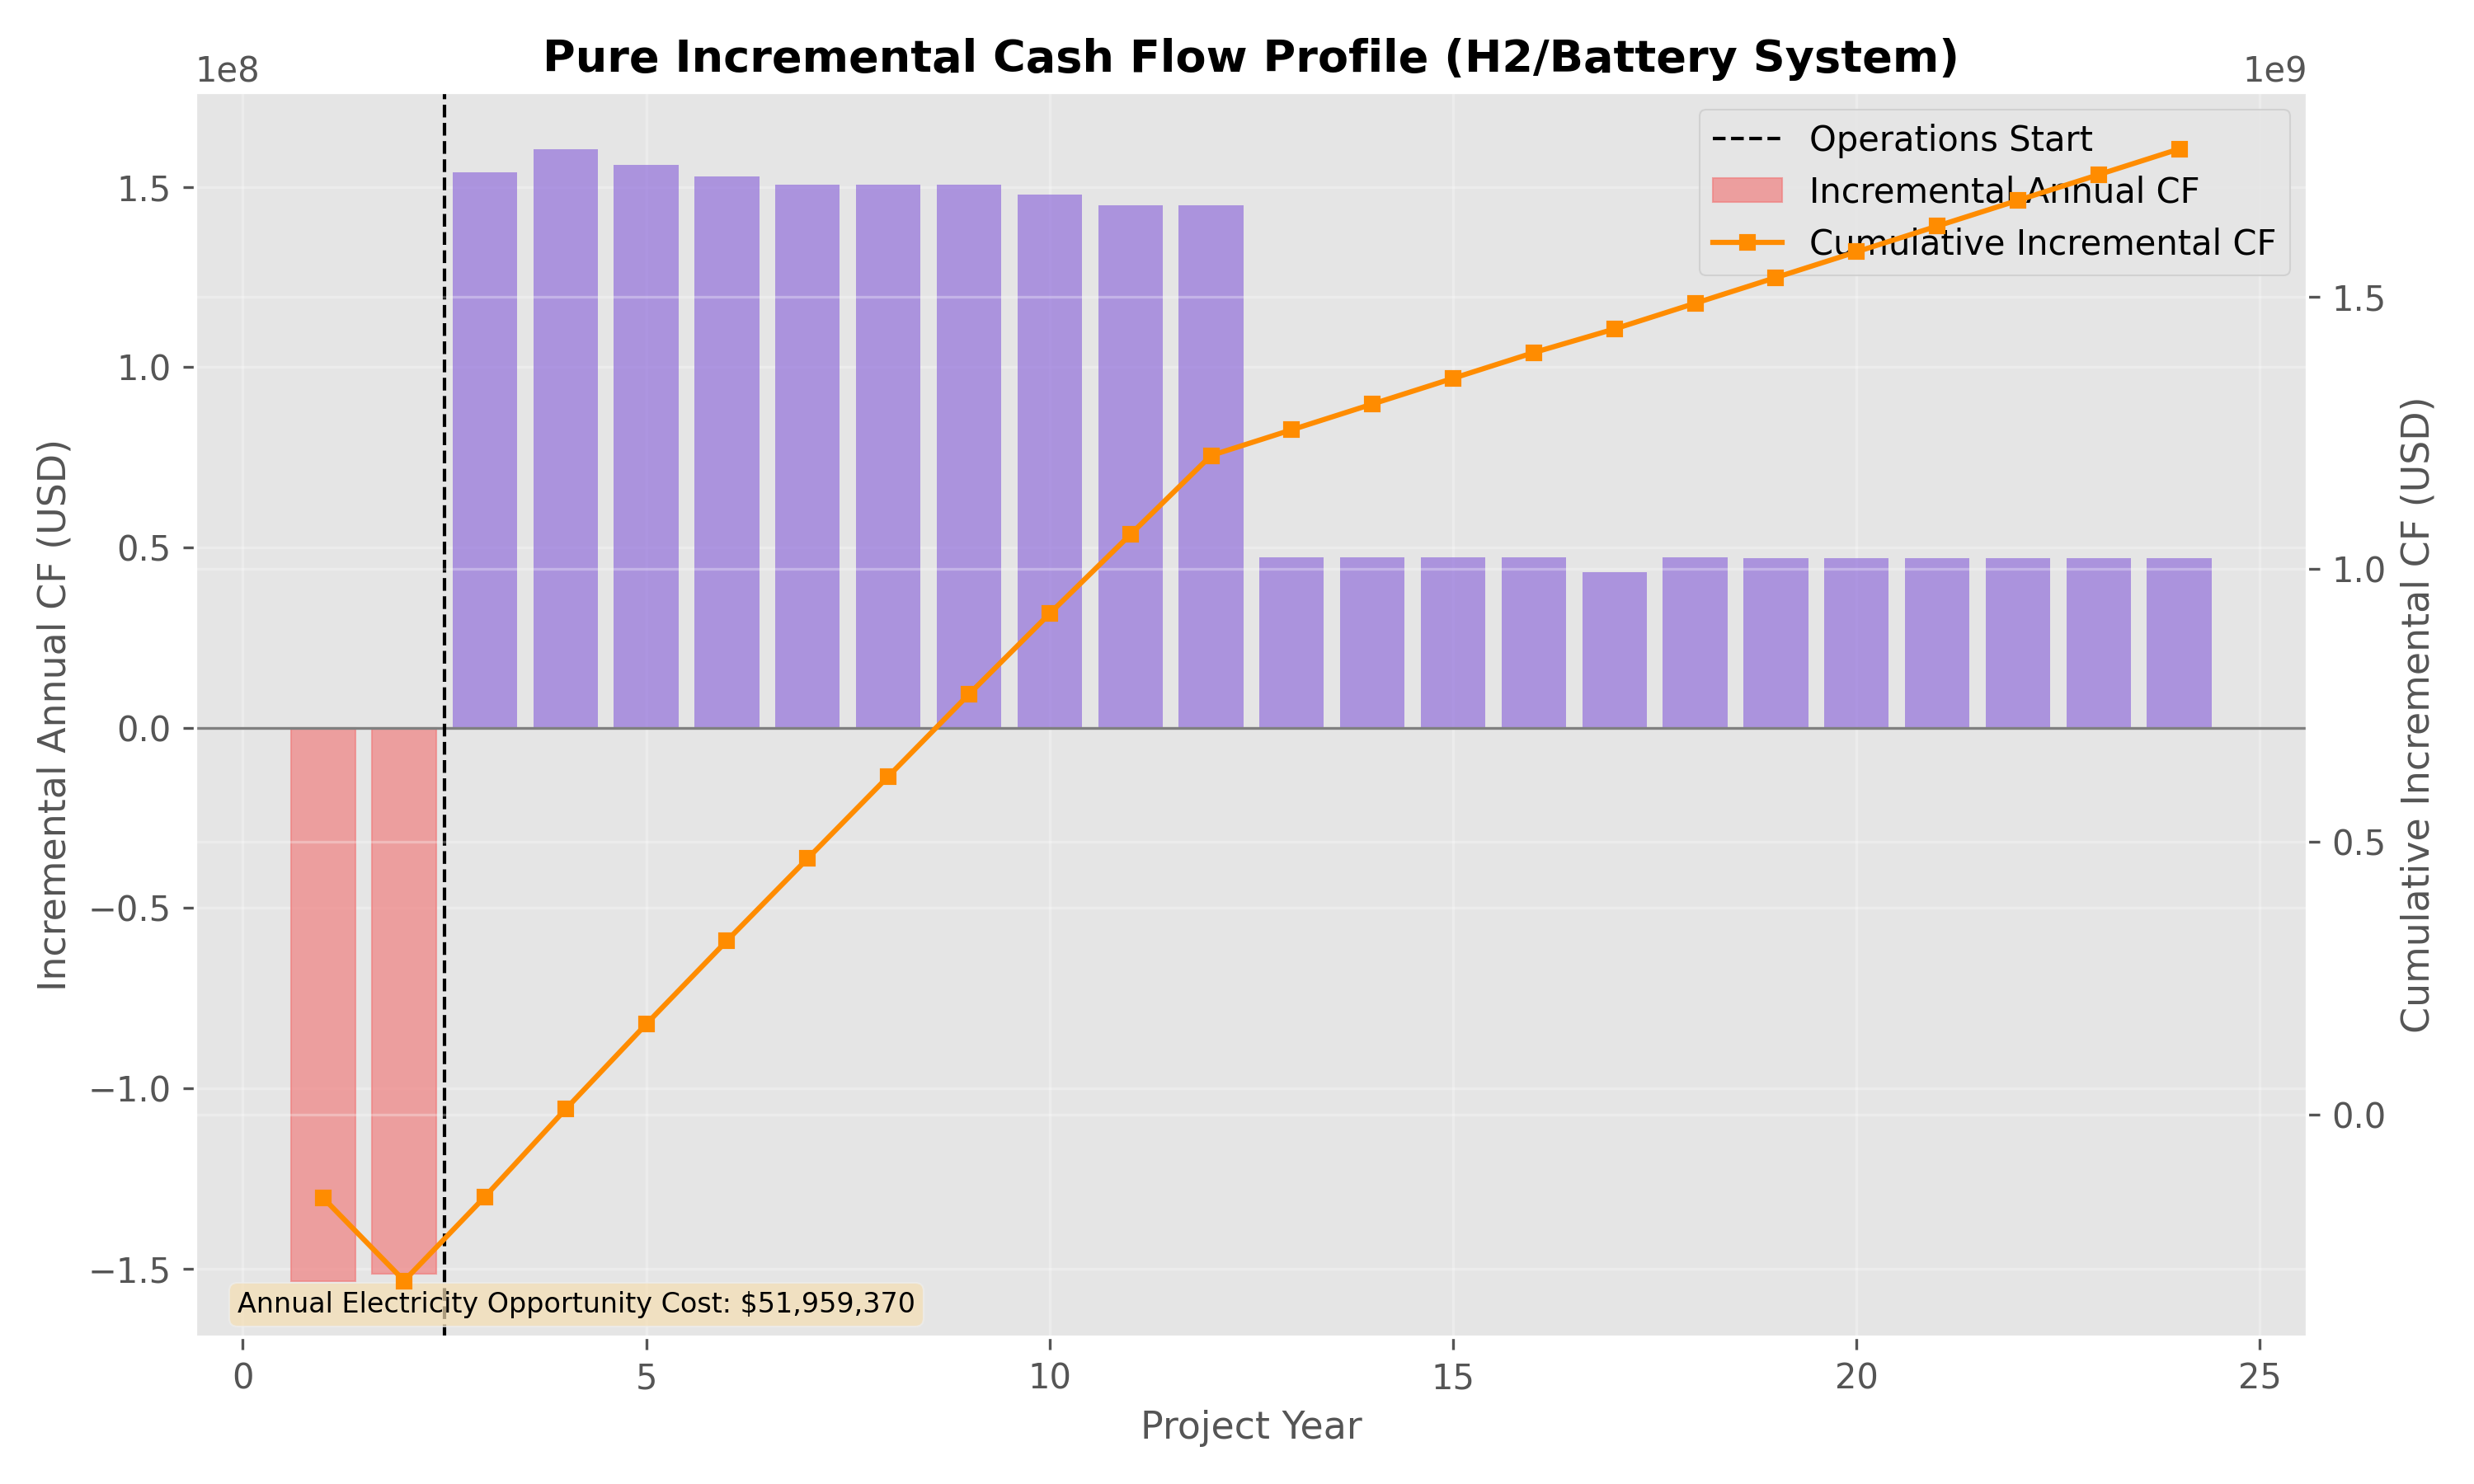 Pure Incremental Cash Flow Profile (H2/Battery System)
1e8
1e9
Operations Start
Incremental Annual CF
Cumulative Incremental CF
Incremental Annual CF (USD)
1.5
1.0
0.5
0.0
−0.5
−1.0
−1.5
Cumulative Incremental CF (USD)
1.5
1.0
0.5
0.0
Annual Electricity Opportunity Cost: $51,959,370
0 5 10 15 20 25
Project Year